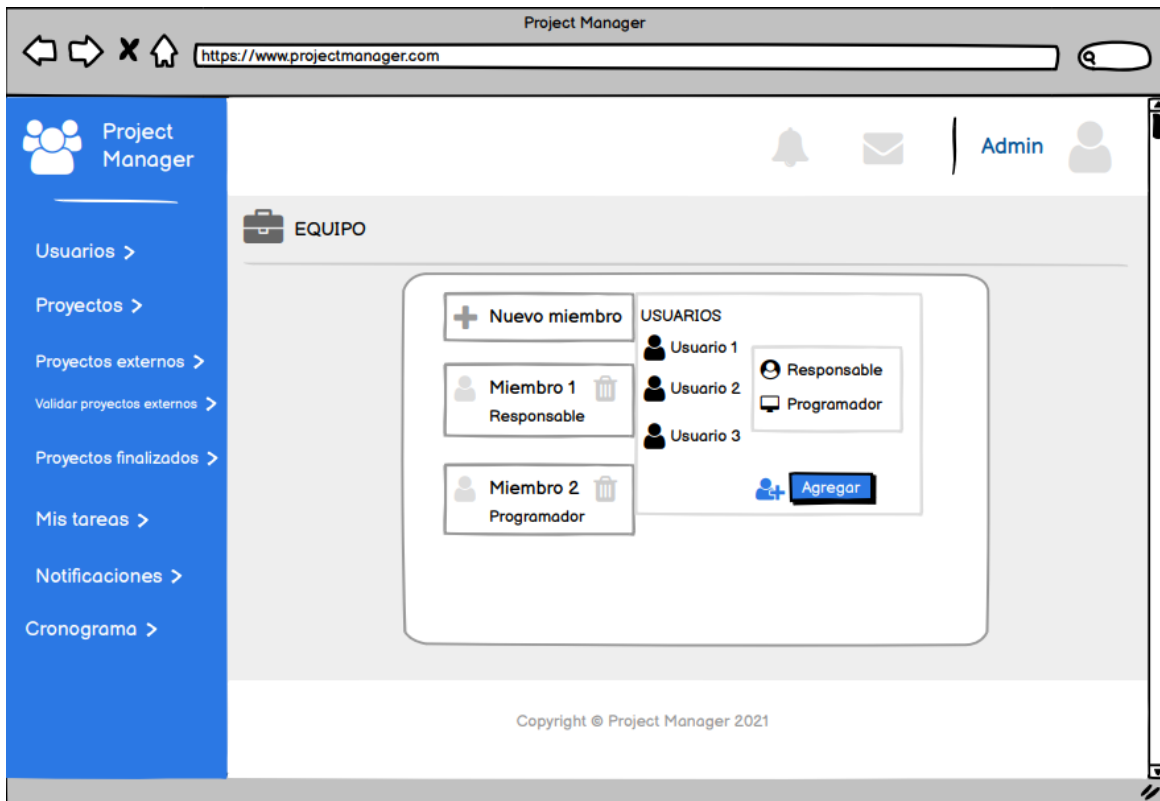 Project Manager
https://www.projectmanager.com
Project
Manager
Admin
Usuarios >
Proyectos >
Proyectos externos >
Validar proyectos externos >
Proyectos finalizados >
Mis tareas >
Notificaciones >
Cronograma >
EQUIPO
Nuevo miembro
Miembro 1
Responsable
Miembro 2
Programador
USUARIOS
Usuario 1
Usuario 2
Usuario 3
Responsable
Programador
Agregar
Copyright © Project Manager 2021